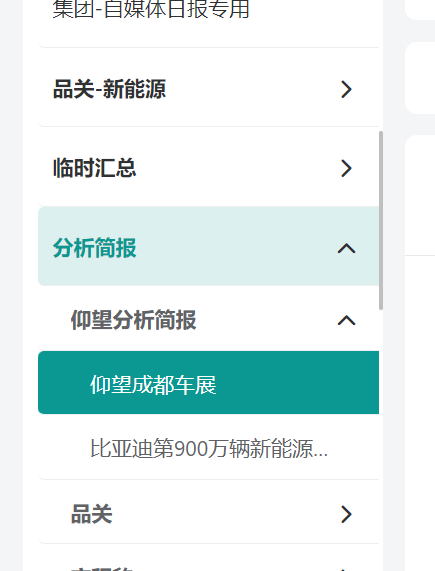 集团-自媒体日报专用
品关-新能源
临时汇总
分析简报
仰望分析简报
仰望成都车展
比亚迪第900万辆新能源...
品关